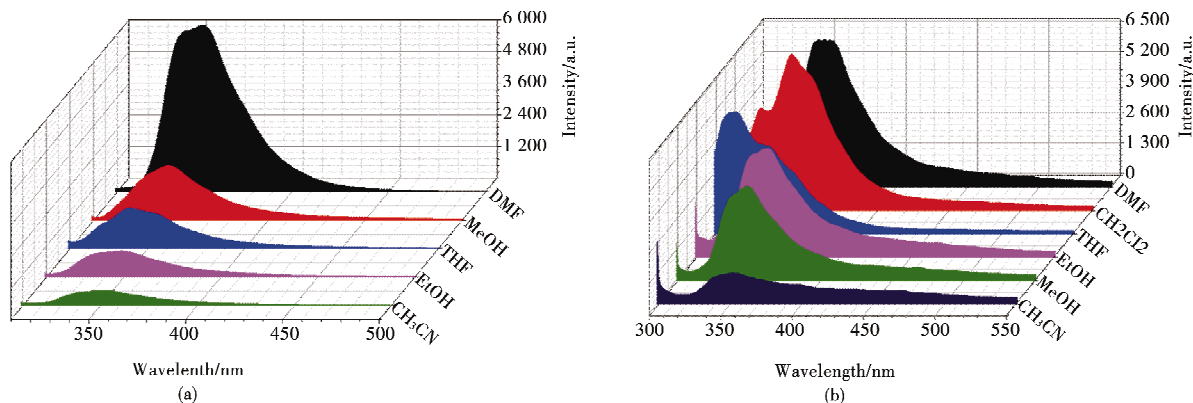 6 000
4 800
3 600
2 400
1 200
Intensity/a.u.
DMF
MeOH
THF
EtOH
CH₃CN
350
400
450
500
Wavelenth/nm
(a)
6 500
5 200
3 900
2 600
1 300
0
Intensity/a.u.
DMF
CH2Cl2
THF
EtOH
MeOH
CH₃CN
300
350
400
450
500
550
Wavelength/nm
(b)